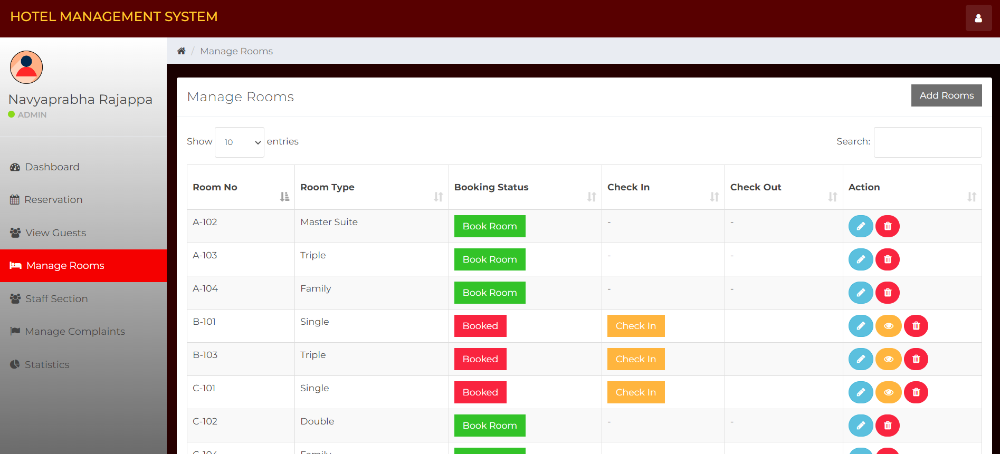 HOTEL MANAGEMENT SYSTEM
Manage Rooms
Navyaprabha Rajappa
ADMIN
Dashboard
Reservation
View Guests
Manage Rooms
Staff Section
Manage Complaints
Statistics
Manage Rooms
Add Rooms
Show 10 entries
Search:
Room No Room Type Booking Status Check In Check Out Action
A-102 Master Suite Book Room - -
A-103 Triple Book Room - -
A-104 Family Book Room - -
B-101 Single Booked Check In
B-103 Triple Booked Check In
C-101 Single Booked Check In
C-102 Double Book Room - -
C-104 Family